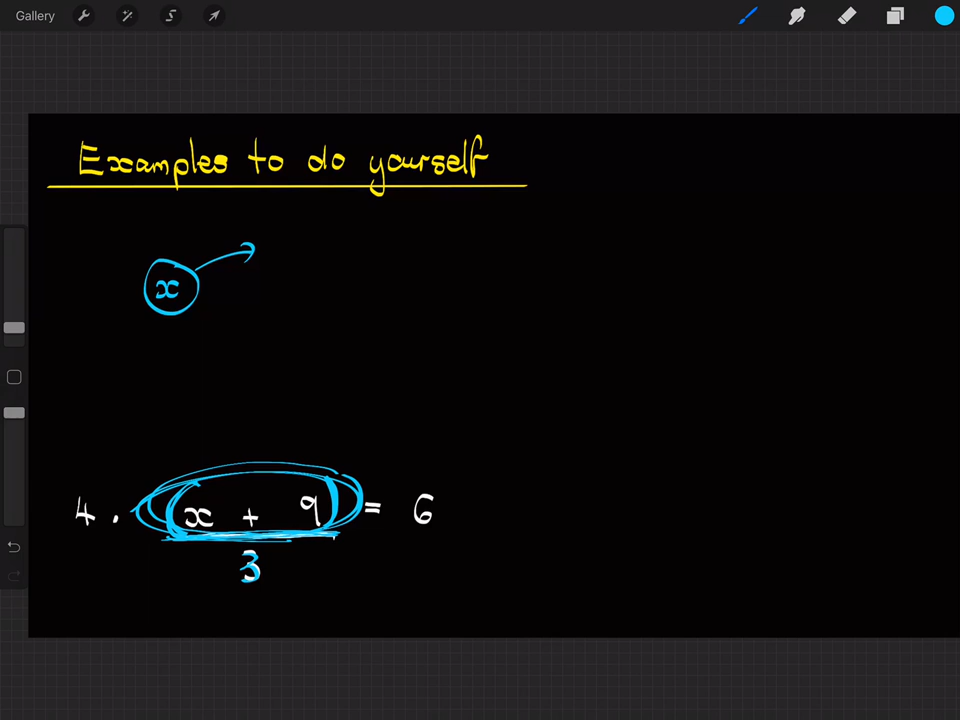 Gallery
Examples to do yourself
x
4. (x + 9) = 6
3